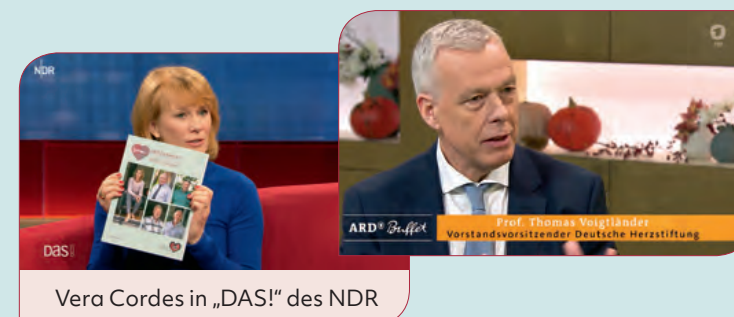 NDR
DAS!
Vera Cordes in „DAS!“ des NDR
ARD Buffet
Prof. Thomas Voigtländer
Vorstandsvorsitzender Deutsche Herzstiftung